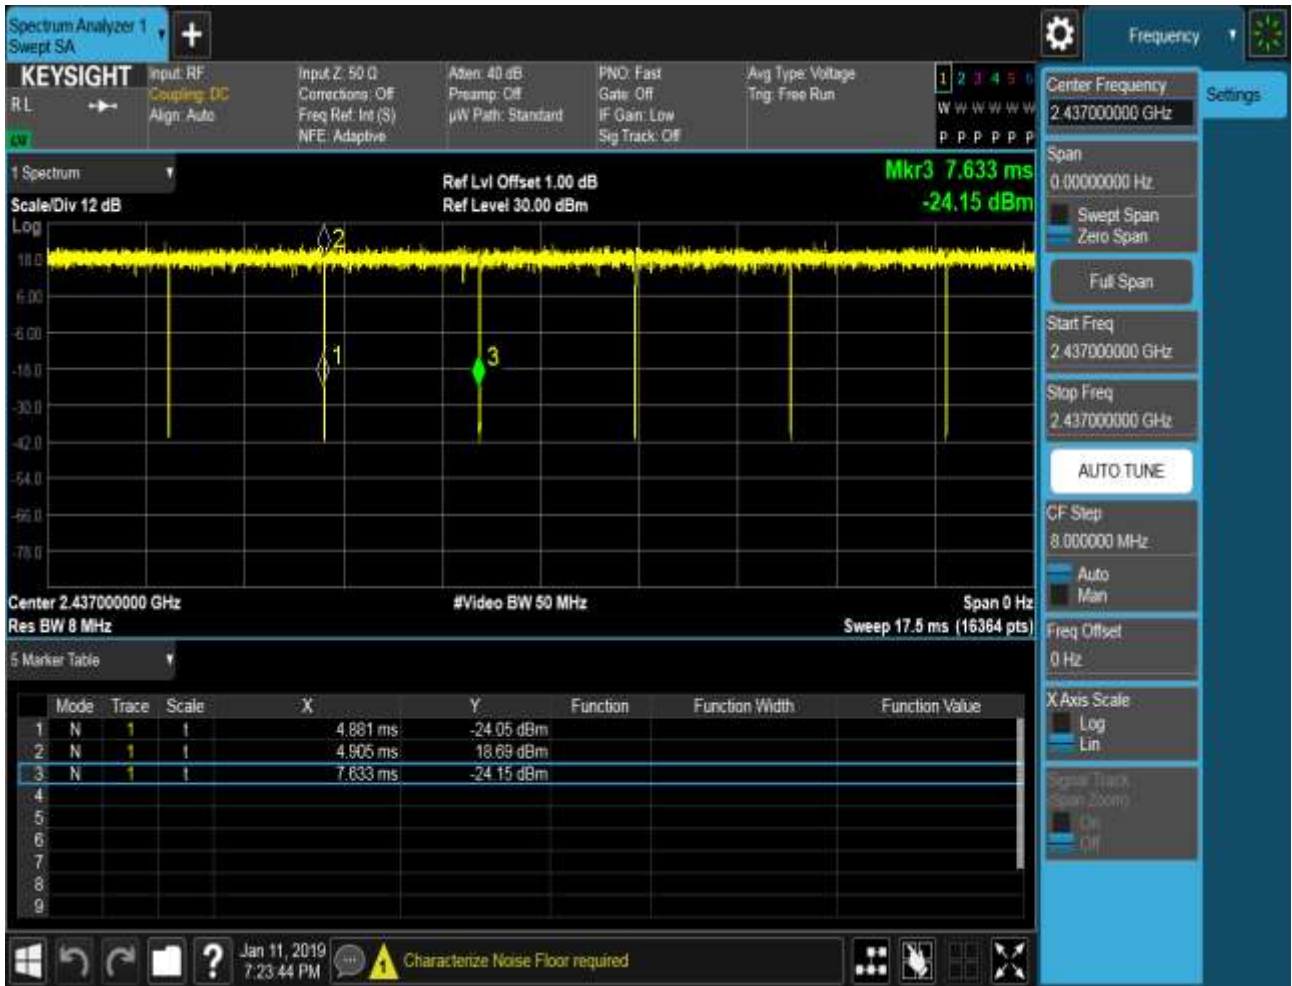 Spectrum Analyzer 1
Swept SA
Frequency
KEYSIGHT
RL
Input: RF
Coupling: DC
Align: Auto
Input Z: 50 Ω
Corrections: Off
Freq Ref: Int (S)
NFE: Adaptive
Atten: 40 dB
Preamp: Off
µW Path: Standard
PNO: Fast
Gate: Off
IF Gain: Low
Sig Track: Off
Avg Type: Voltage
Trig: Free Run
1 2 3 4 5 6
W W W W W W
P P P P P P
1 Spectrum
Scale/Div 12 dB
Ref Lvl Offset 1.00 dB
Ref Level 30.00 dBm
Mkr3 7.633 ms
-24.15 dBm
Log
18.0
6.00
-6.00
-18.0
-30.0
-42.0
-54.0
-66.0
-78.0
2
1
3
Center 2.437000000 GHz
#Video BW 50 MHz
Span 0 Hz
Res BW 8 MHz
Sweep 17.5 ms (16364 pts)
5 Marker Table
Mode Trace Scale X Y Function Function Width Function Value
1 N 1 t 4.881 ms -24.05 dBm
2 N 1 t 4.905 ms 18.69 dBm
3 N 1 t 7.633 ms -24.15 dBm
4
5
6
7
8
9
Jan 11, 2019
7:23:44 PM
1
Characterize Noise Floor required
Settings
Center Frequency
2.437000000 GHz
Span
0.00000000 Hz
Swept Span
Zero Span
Full Span
Start Freq
2.437000000 GHz
Stop Freq
2.437000000 GHz
AUTO TUNE
CF Step
8.000000 MHz
Auto
Man
Freq Offset
0 Hz
X Axis Scale
Log
Lin
Signal Track
(Span Zoom)
On
Off